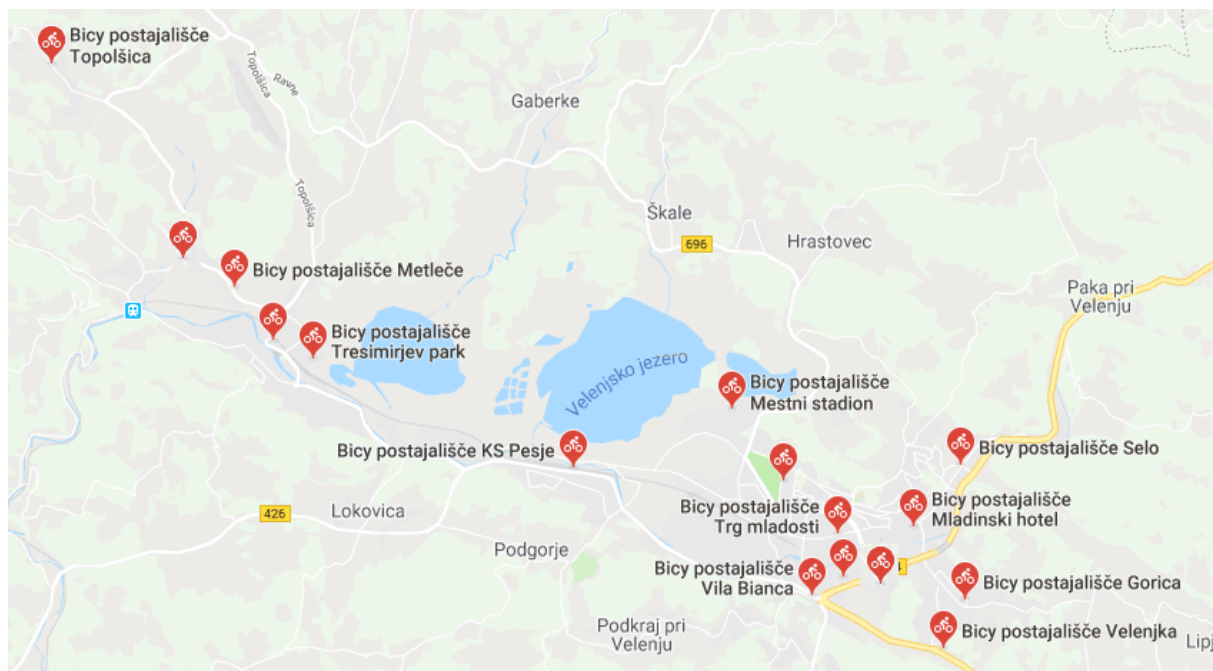 Bicy postajališče
Topolšica
Topolšica
Ravne
Gaberke
Topolšica
Škale
696
Hrastovec
Bicy postajališče Metleče
Paka pri
Velenju
Bicy postajališče
Tresimirjev park
Velenjsko jezero
Bicy postajališče
Mestni stadion
Bicy postajališče KS Pesje
Bicy postajališče Selo
426
Lokovica
Bicy postajališče
Trg mladosti
Bicy postajališče
Mladinski hotel
Podgorje
Bicy postajališče
Vila Bianca
4
Bicy postajališče Gorica
Podkraj pri
Velenju
Bicy postajališče Velenjka
Lipj